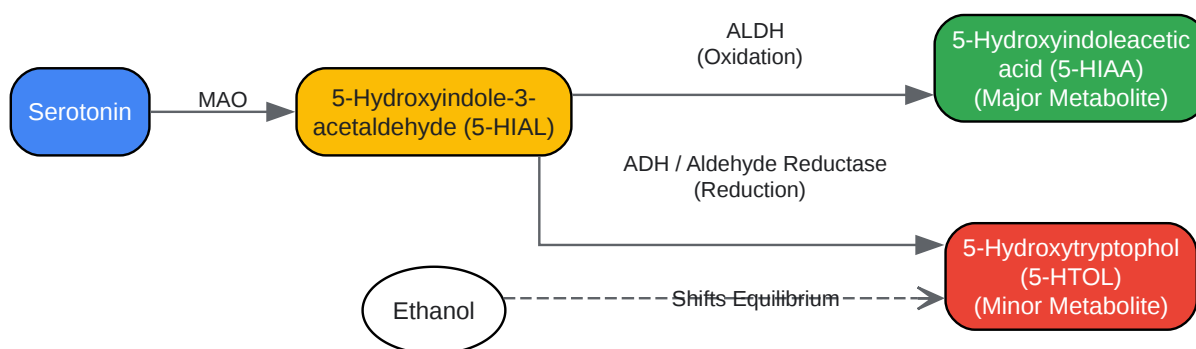 Serotonin
MAO
5-Hydroxyindole-3-
acetaldehyde (5-HIAL)
ALDH
(Oxidation)
5-Hydroxyindoleacetic
acid (5-HIAA)
(Major Metabolite)
ADH / Aldehyde Reductase
(Reduction)
5-Hydroxytryptophol
(5-HTOL)
(Minor Metabolite)
Ethanol
Shifts Equilibrium